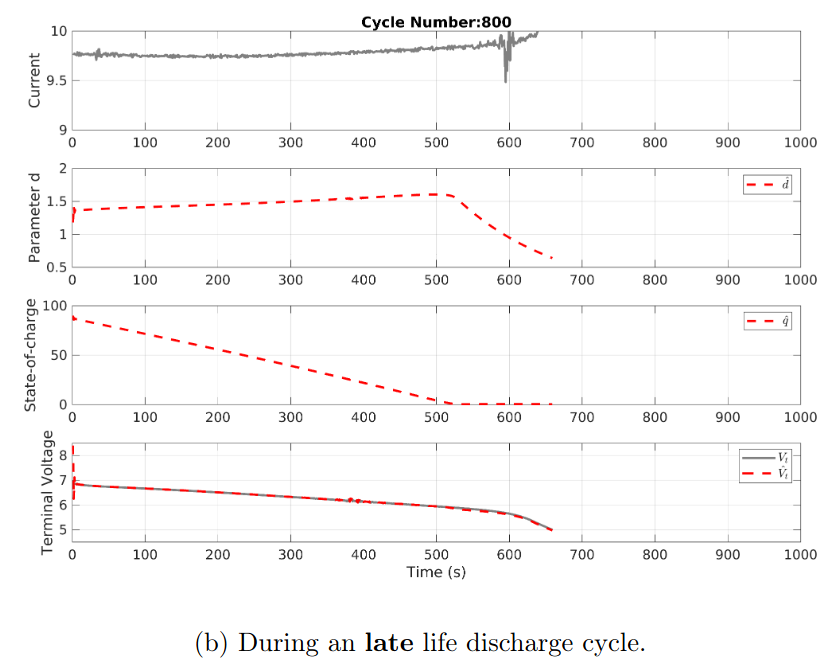 Cycle Number:800
10
9.5
9
Current
0 100 200 300 400 500 600 700 800 900 1000
2
1.5
1
0.5
Parameter d
d̂
0 100 200 300 400 500 600 700 800 900 1000
100
50
0
State-of-charge
q̂
0 100 200 300 400 500 600 700 800 900 1000
8
7
6
5
Terminal Voltage
Vt
V̂t
0 100 200 300 400 500 600 700 800 900 1000
Time (s)
(b) During an late life discharge cycle.